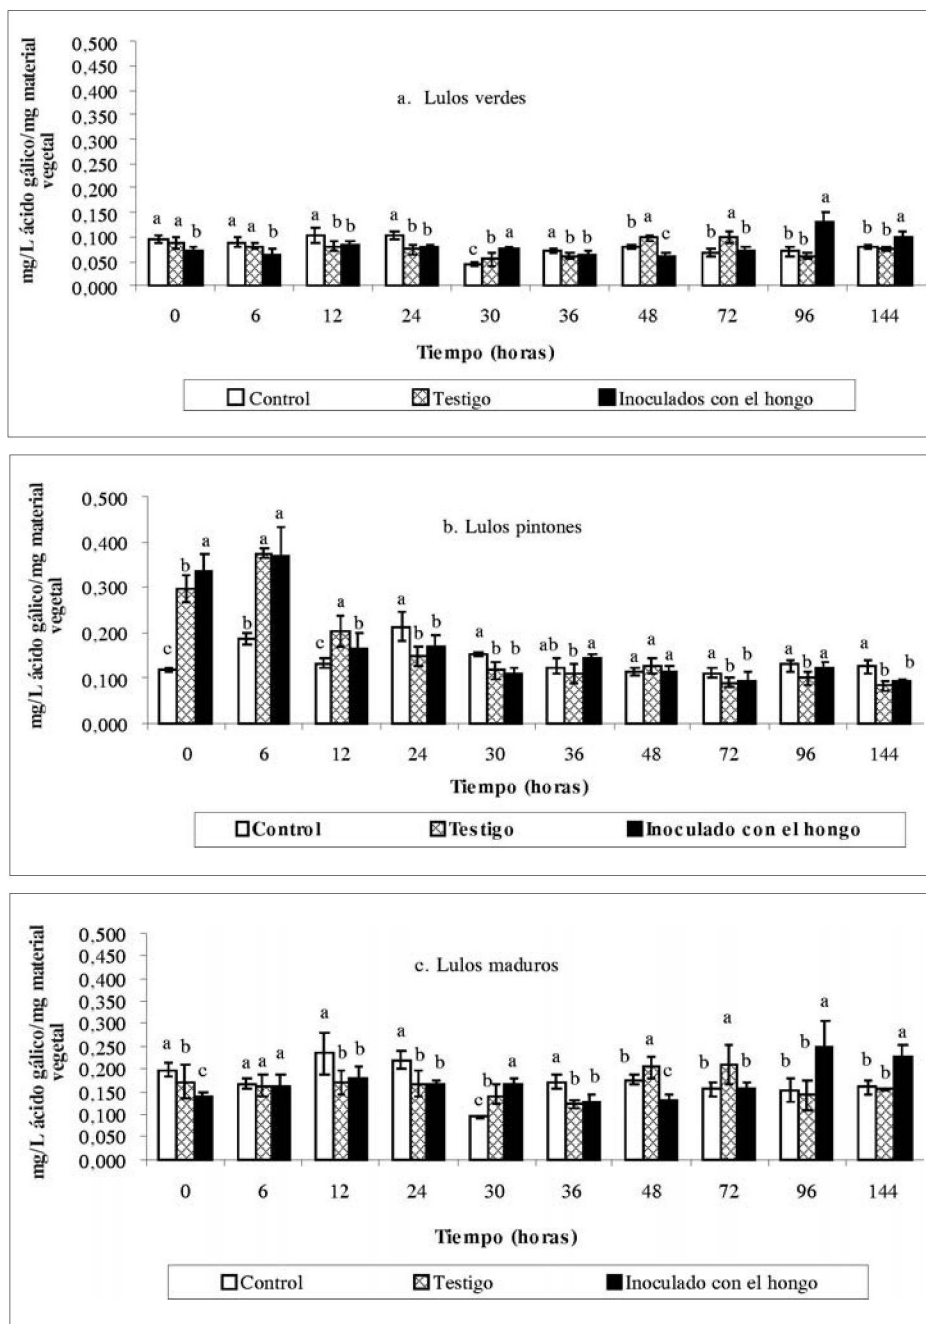 mg/L ácido gálico/mg material
vegetal
0,500
0,450
0,400
0,350
0,300
0,250
0,200
0,150
0,100
0,050
0,000
a. Lulos verdes
a a b
a a b
a b b
a b b
c b a
a b b
b a c
b a b
b b a
b b a
0 6 12 24 30 36 48 72 96 144
Tiempo (horas)
Control Testigo Inoculados con el hongo
mg/L ácido gálico/mg material
vegetal
0,500
0,400
0,300
0,200
0,100
0,000
b. Lulos pintones
c b a
b a a
c a b
a b b
a b b
ab b a
a a a
a b b
a b a
a b b
0 6 12 24 30 36 48 72 96 144
Tiempo (horas)
Control Testigo Inoculado con el hongo
mg/L ácido gálico/mg material
vegetal
0,500
0,450
0,400
0,350
0,300
0,250
0,200
0,150
0,100
0,050
0,000
c. Lulos maduros
a b c
a a a
a b b
a b b
c b a
a b b
b a c
b a b
b b a
b b a
0 6 12 24 30 36 48 72 96 144
Tiempo (horas)
Control Testigo Inoculado con el hongo